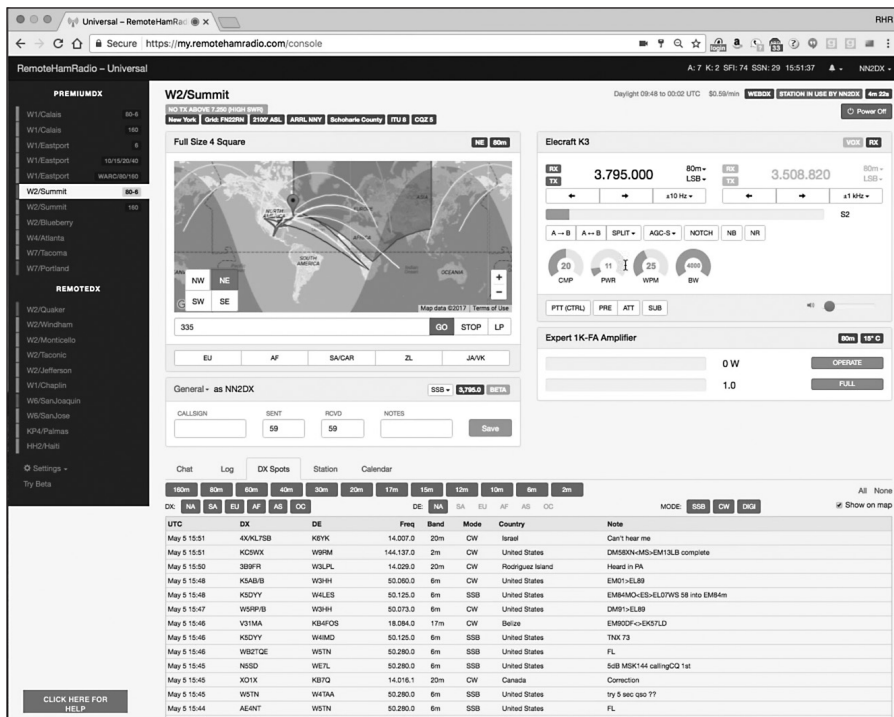 Universal – RemoteHamRad
RHR
Secure https://my.remotehamradio.com/console
login
33
RemoteHamRadio – Universal
A: 7 K: 2 SFI: 74 SSN: 29 15:51:37 NN2DX
PREMIUMDX
W1/Calais 80-6
W1/Calais 160
W1/Eastport 6
W1/Eastport 10/15/20/40
W1/Eastport WARC/80/160
W2/Summit 80-6
W2/Summit 160
W2/Blueberry
W4/Atlanta
W7/Tacoma
W7/Portland
REMOTEDX
W2/Quaker
W2/Windham
W2/Monticello
W2/Taconic
W2/Jefferson
W1/Chaplin
W6/SanJoaquin
W6/SanJose
KP4/Palmas
HH2/Haiti
Settings
Try Beta
CLICK HERE FOR
HELP
W2/Summit
Daylight 09:48 to 00:02 UTC $0.59/min WEBDX STATION IN USE BY NN2DX 4m 22s
NO TX ABOVE 7.250 (HIGH SWR)
New York Grid: FN22RN 2100' ASL ARRL NNY Schoharie County ITU 8 CQZ 5
Power Off
Full Size 4 Square NE 80m
NORTH AMERICA
SOUTH AMERICA
EUROPE
AFRICA
ASIA
OCEANIA
NW NE
SW SE
+
−
Map data ©2017 Terms of Use
335 GO STOP LP
EU AF SA/CAR ZL JA/VK
General as NN2DX SSB 3,795.0 BETA
CALLSIGN SENT RCVD NOTES
59 59 Save
Elecraft K3 VOX RX
RX TX 3.795.000 80m LSB
RX TX 3.508.820 80m LSB
← → ±10 Hz ← → ±1 kHz
S2
A → B A ↔ B SPLIT AGC-S NOTCH NB NR
20 11 25 4000
CMP PWR WPM BW
PTT (CTRL) PRE ATT SUB
Expert 1K-FA Amplifier 80m 15° C
0 W OPERATE
1.0 FULL
Chat Log DX Spots Station Calendar
160m 80m 60m 40m 30m 20m 17m 15m 12m 10m 6m 2m All None
DX: NA SA EU AF AS OC DE: NA SA EU AF AS OC MODE: SSB CW DIGI Show on map
UTC DX DE Freq Band Mode Country Note
May 5 15:51 4X/KL7SB K6YK 14.007.0 20m CW Israel Can't hear me
May 5 15:51 KC5WX W9RM 144.137.0 2m CW United States DM58XN<MS>EM13LB complete
May 5 15:50 3B9FR W3LPL 14.029.0 20m CW Rodriguez Island Heard in PA
May 5 15:48 K5AB/B W3HH 50.060.0 6m CW United States EM01>EL89
May 5 15:48 K5DYY W4LES 50.125.0 6m SSB United States EM84MO<ES>EL07WS 58 into EM84m
May 5 15:47 W5RP/B W3HH 50.073.0 6m CW United States DM91>EL89
May 5 15:46 V31MA KB4FOS 18.084.0 17m CW Belize EM90DF<>EK57LD
May 5 15:46 K5DYY W4IMD 50.125.0 6m SSB United States TNX 73
May 5 15:46 WB2TQE W5TN 50.280.0 6m SSB United States FL
May 5 15:45 N5SD WE7L 50.280.0 6m SSB United States 5dB MSK144 callingCQ 1st
May 5 15:45 XO1X KB7Q 14.016.1 20m CW Canada Correction
May 5 15:45 W5TN W4TAA 50.280.0 6m SSB United States try 5 sec qso ??
May 5 15:44 AE4NT W5TN 50.280.0 6m SSB United States FL